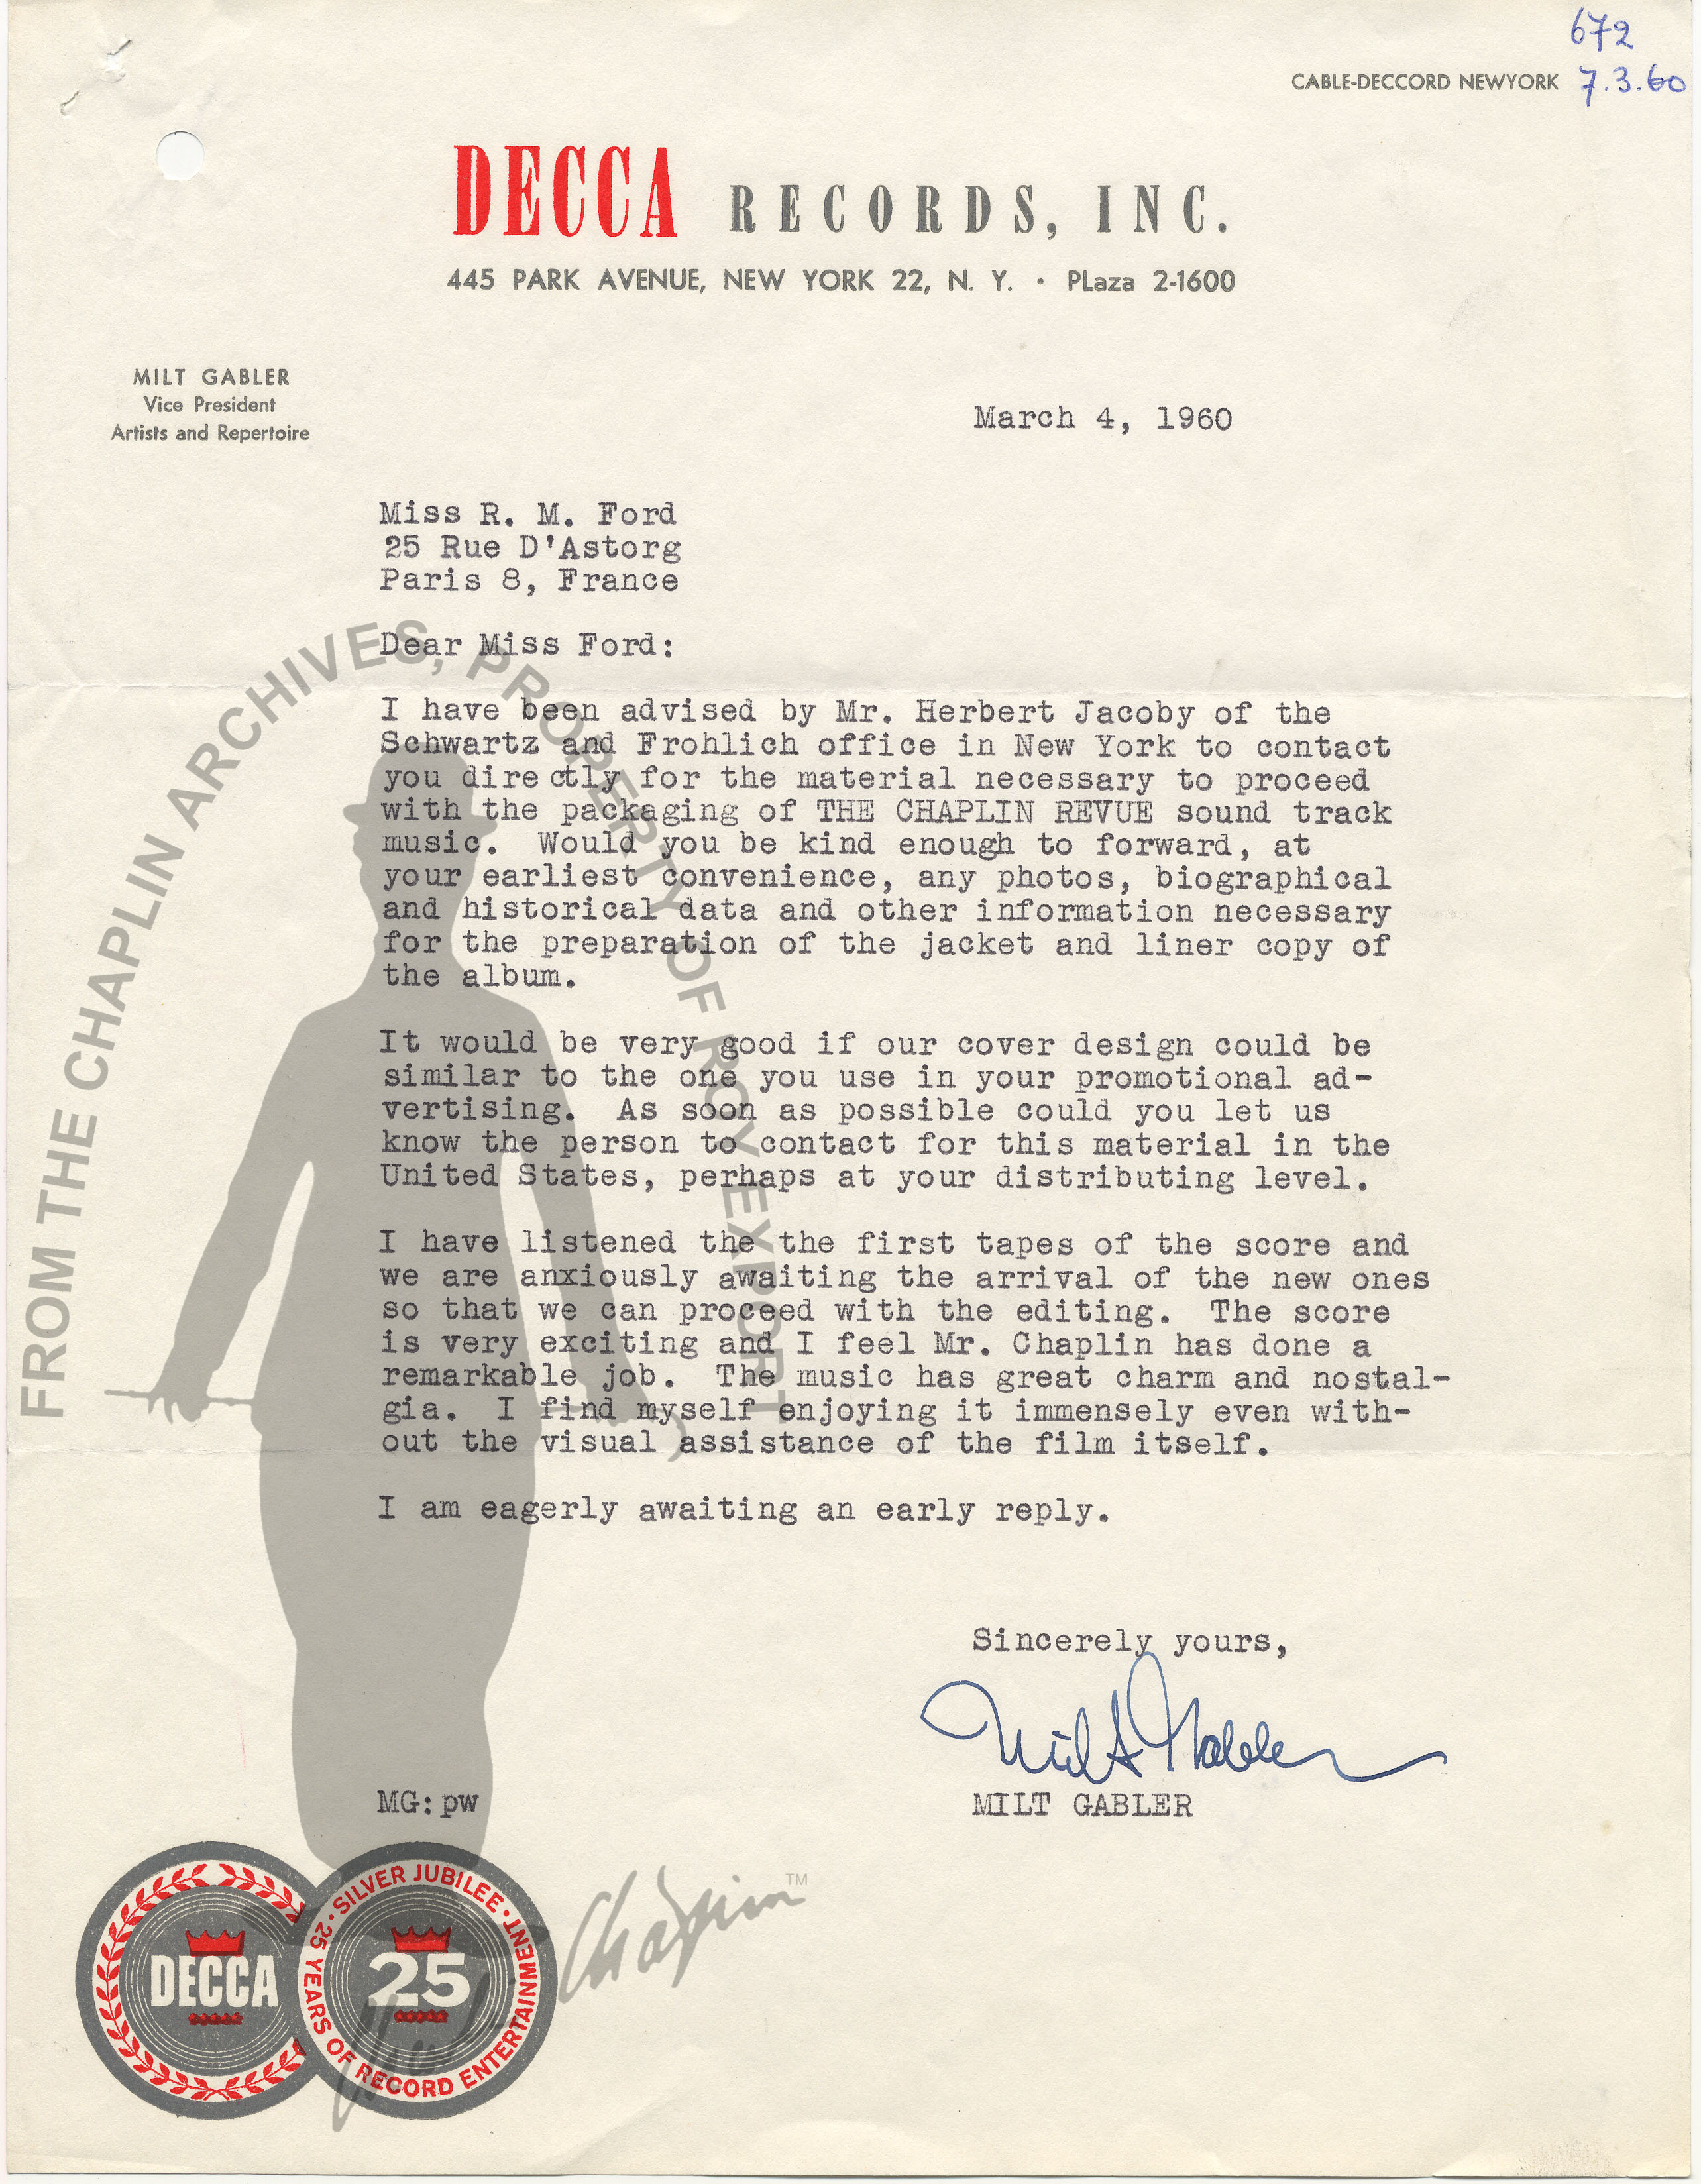 672
CABLE-DECCORD NEWYORK 7.3.60
DECCA RECORDS, INC.
445 PARK AVENUE, NEW YORK 22, N. Y. • PLaza 2-1600
MILT GABLER
Vice President
Artists and Repertoire
March 4, 1960
Miss R. M. Ford
25 Rue D'Astorg
Paris 8, France
Dear Miss Ford:
I have been advised by Mr. Herbert Jacoby of the
Schwartz and Frohlich office in New York to contact
you directly for the material necessary to proceed
with the packaging of THE CHAPLIN REVUE sound track
music. Would you be kind enough to forward, at
your earliest convenience, any photos, biographical
and historical data and other information necessary
for the preparation of the jacket and liner copy of
the album.
It would be very good if our cover design could be
similar to the one you use in your promotional ad-
vertising. As soon as possible could you let us
know the person to contact for this material in the
United States, perhaps at your distributing level.
I have listened the the first tapes of the score and
we are anxiously awaiting the arrival of the new ones
so that we can proceed with the editing. The score
is very exciting and I feel Mr. Chaplin has done a
remarkable job. The music has great charm and nostal-
gia. I find myself enjoying it immensely even with-
out the visual assistance of the film itself.
I am eagerly awaiting an early reply.
Sincerely yours,
Milt Gabler
MILT GABLER
MG:pw
DECCA
SILVER JUBILEE • 25 YEARS OF RECORD ENTERTAINMENT •
25
FROM THE CHAPLIN ARCHIVES, PROPERTY OF ROY EXPORT
Charlie Chaplin TM